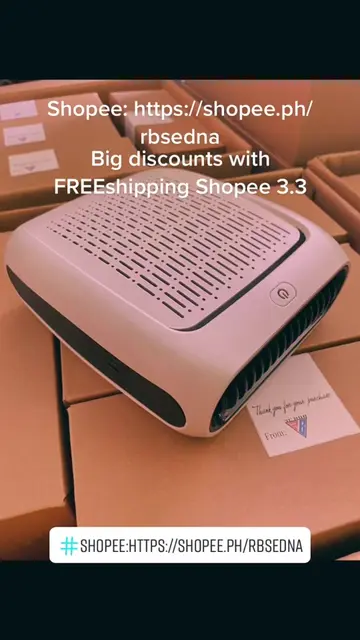 Shopee: https://shopee.ph/
rbsedna
Big discounts with
FREEshipping Shopee 3.3
Thank you for your purchase
From:
#SHOPEE:HTTPS://SHOPEE.PH/RBSEDNA